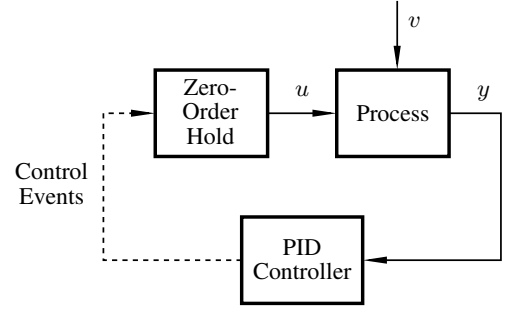 v
Zero-
Order
Hold
u
Process
y
Control
Events
PID
Controller